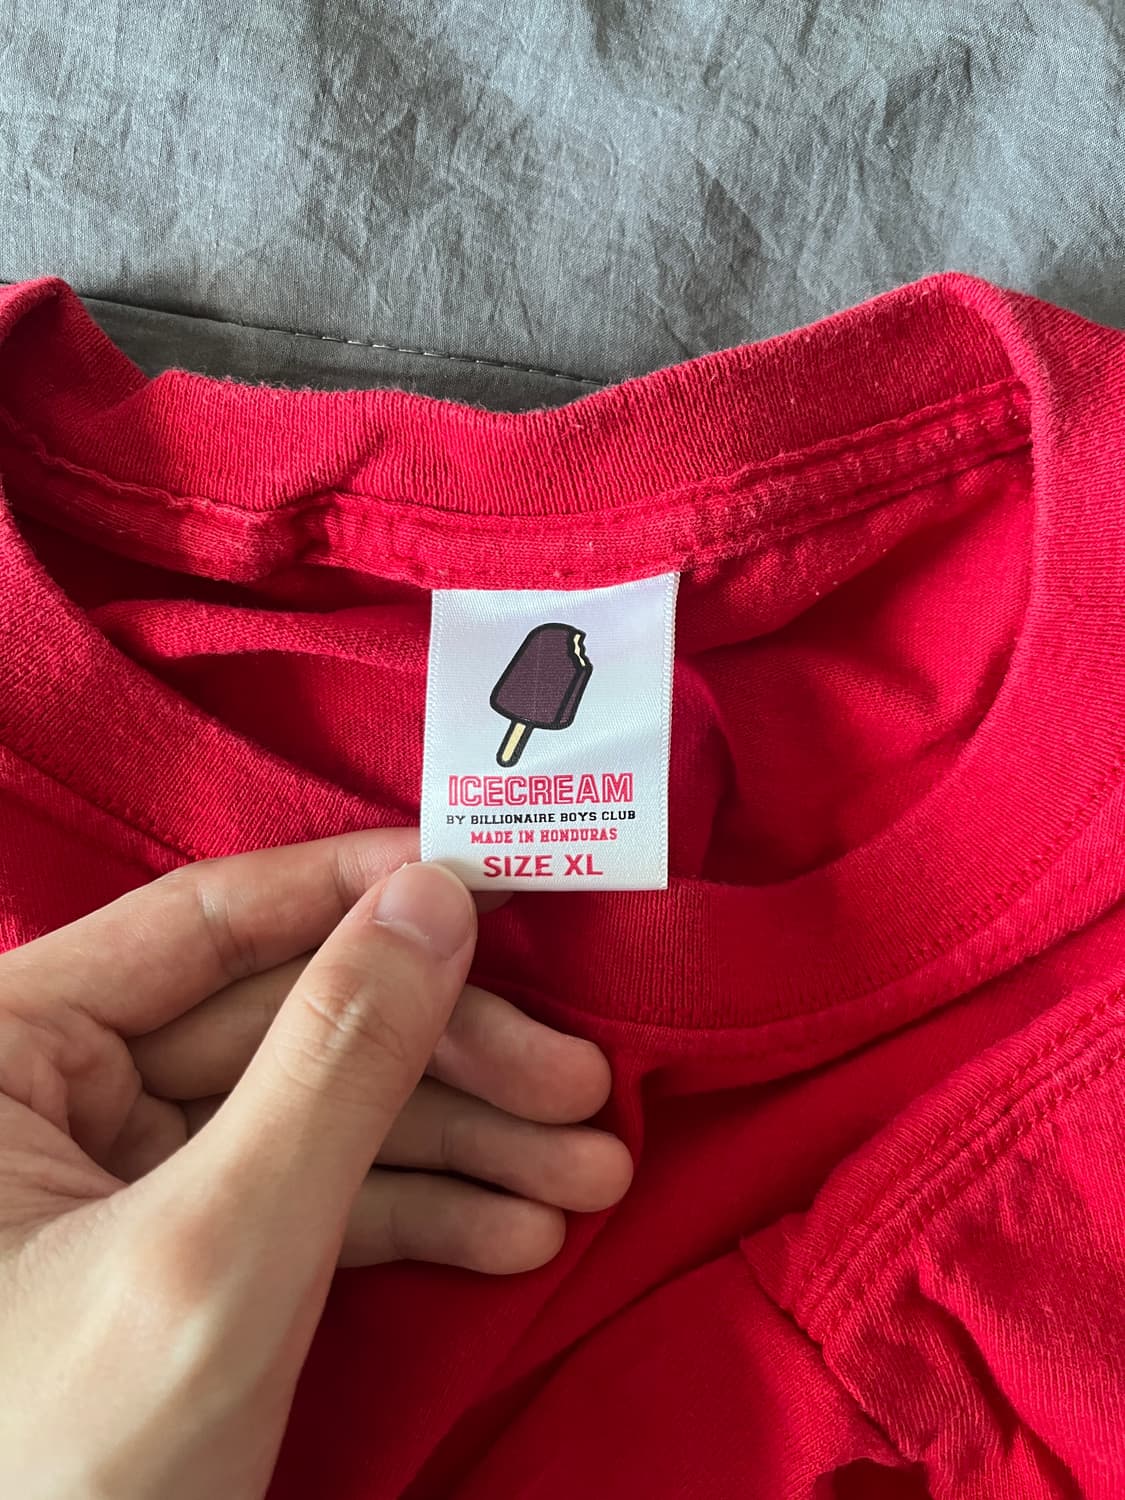 ICECREAM
BY BILLIONAIRE BOYS CLUB
MADE IN HONDURAS
SIZE XL